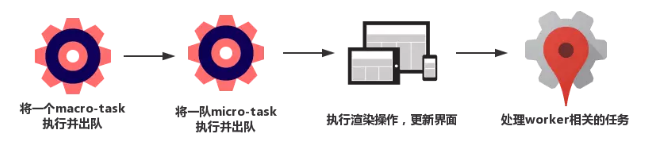 将一个macro-task
执行并出队
将一队micro-task
执行并出队
执行渲染操作，更新界面
处理worker相关的任务